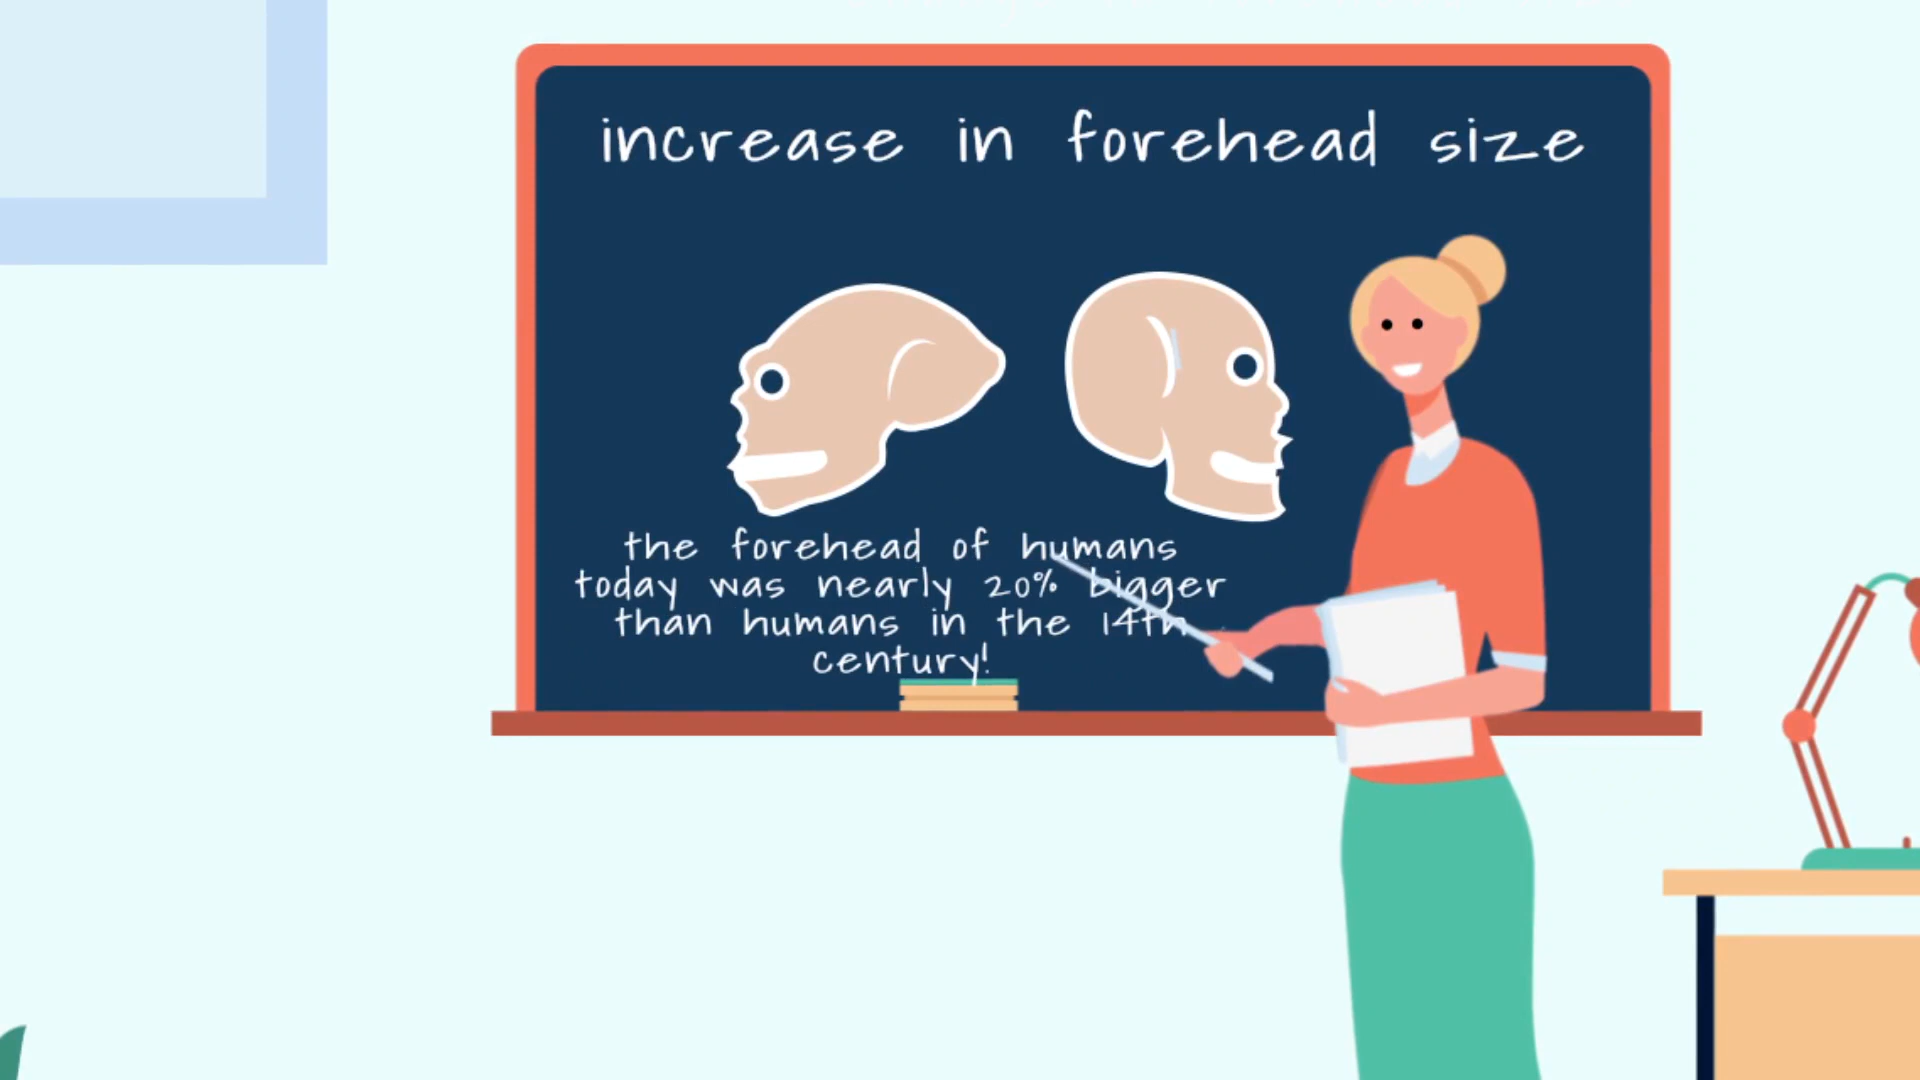 increase in forehead size
the forehead of humans
today was nearly 20% bigger
than humans in the 14th
century!